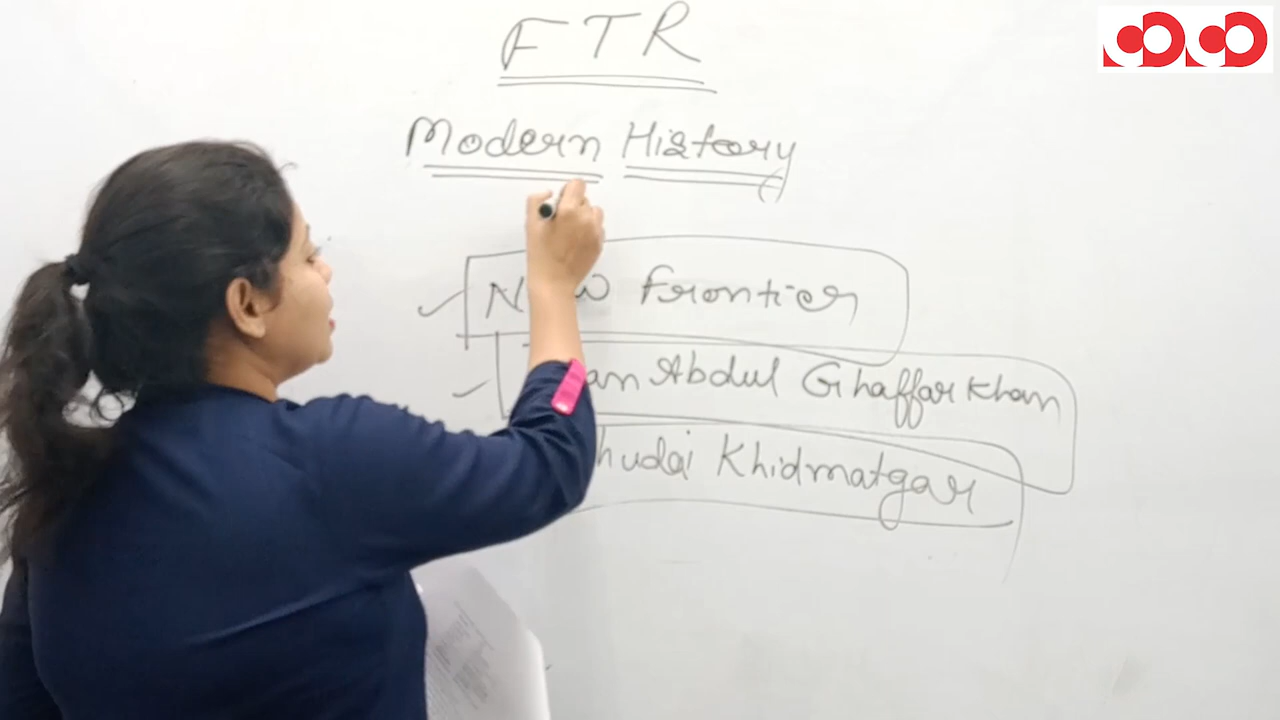 FTR
Modern History
Frontier
Abdul Ghaffar Khan
Khidmatgar